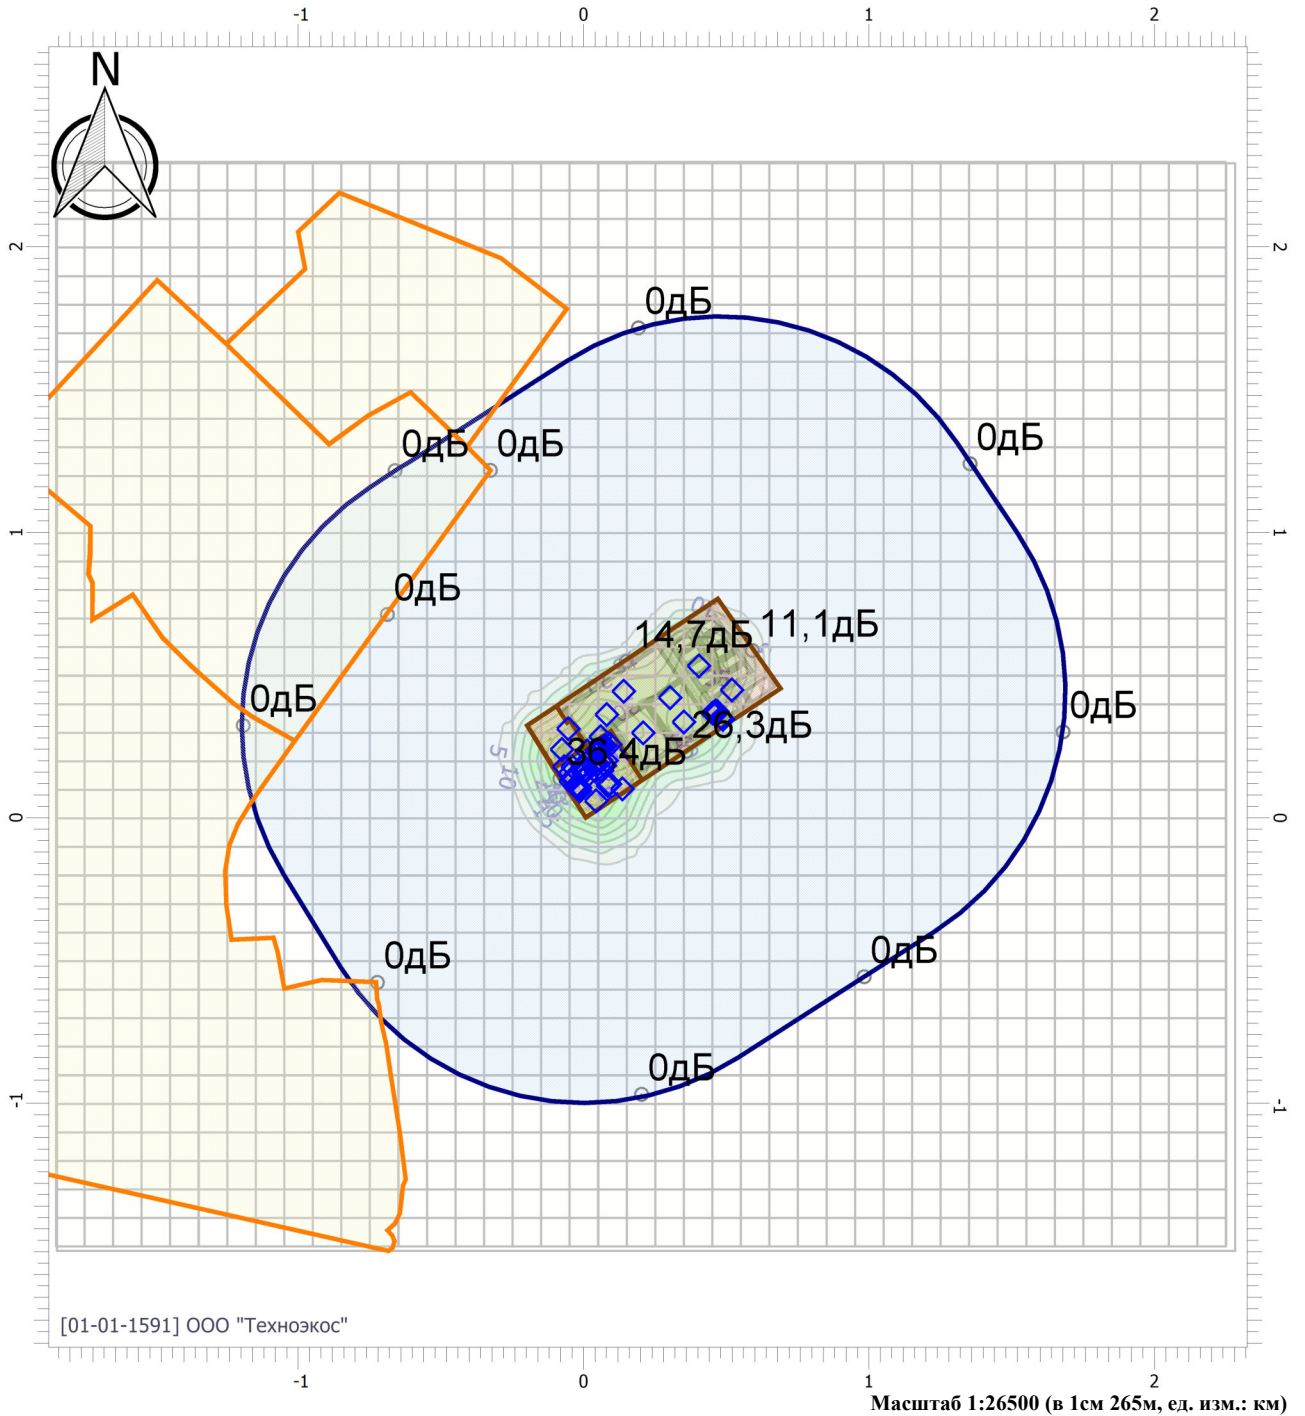 -1 0 1 2
N
2 2
0дБ
0дБ 0дБ 0дБ
1 1
0дБ
14,7дБ 11,1дБ
0дБ 0дБ
26,3дБ
36,4дБ
5
10
0 0
0дБ 0дБ
0дБ
-1 -1
[01-01-1591] ООО "Техноэкос"
-1 0 1 2
Масштаб 1:26500 (в 1см 265м, ед. изм.: км)